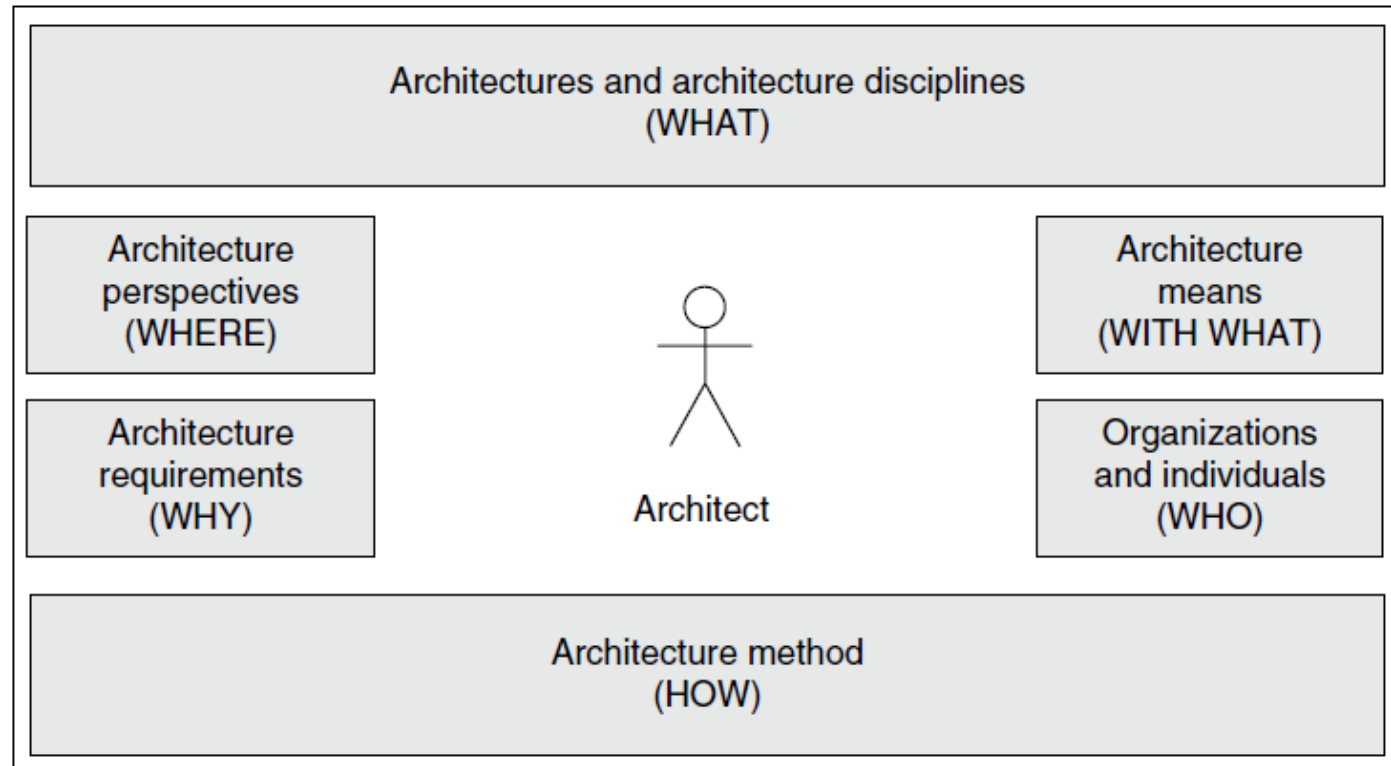 Architectures and architecture disciplines
(WHAT)
Architecture
perspectives
(WHERE)
Architecture
means
(WITH WHAT)
Architecture
requirements
(WHY)
Architect
Organizations
and individuals
(WHO)
Architecture method
(HOW)